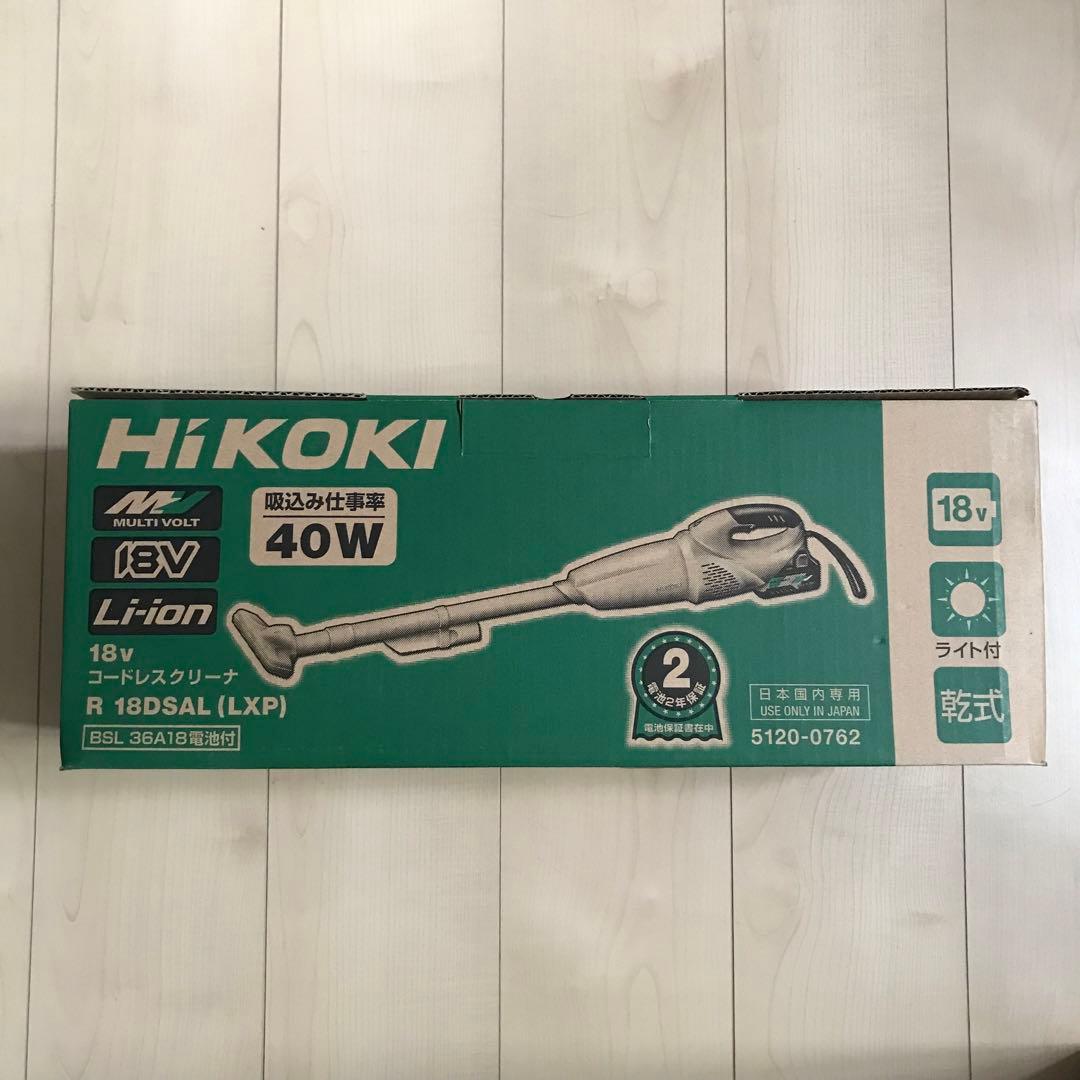 HiKOKI
MV
MULTI VOLT
18V
Li-ion
吸込み仕事率
40W
18v
コードレスクリーナ
R 18DSAL (LXP)
BSL 36A18電池付
2
電池2年保証
電池保証書在中
日本国内専用
USE ONLY IN JAPAN
5120-0762
18v
ライト付
乾式